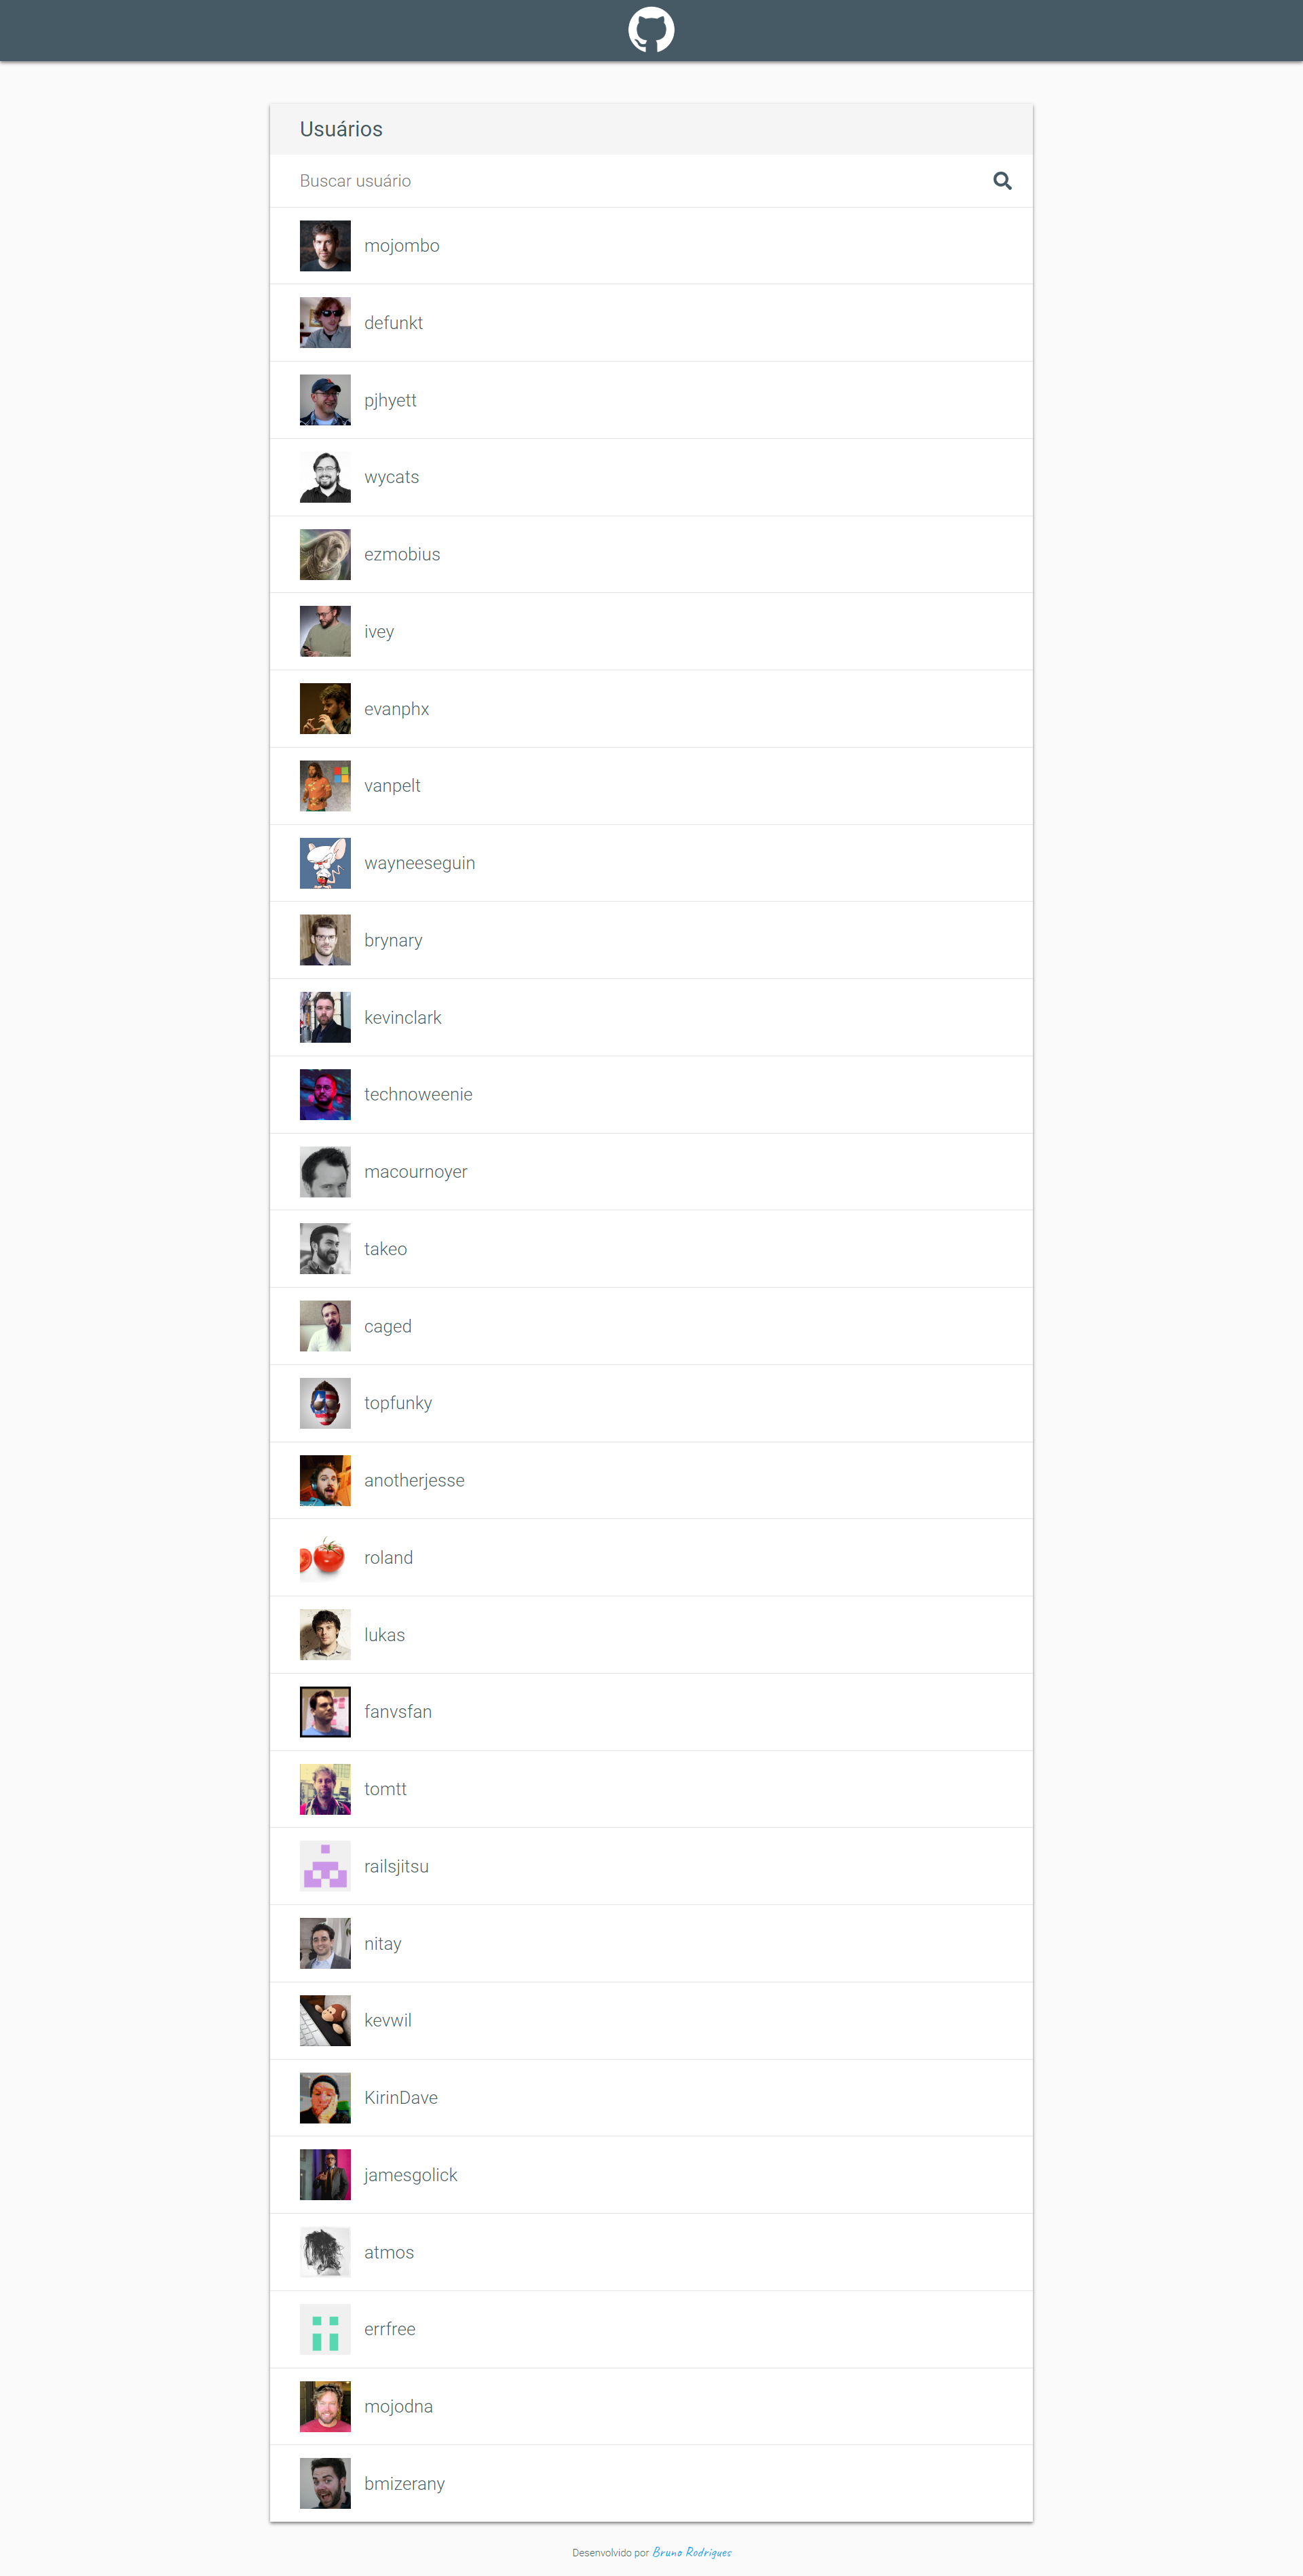 Usuários
Buscar usuário
mojombo
defunkt
pjhyett
wycats
ezmobius
ivey
evanphx
vanpelt
wayneeseguin
brynary
kevinclark
technoweenie
macournoyer
takeo
caged
topfunky
anotherjesse
roland
lukas
fanvsfan
tomtt
railsjitsu
nitay
kevwil
KirinDave
jamesgolick
atmos
errfree
mojodna
bmizerany
Desenvolvido por Bruno Rodrigues